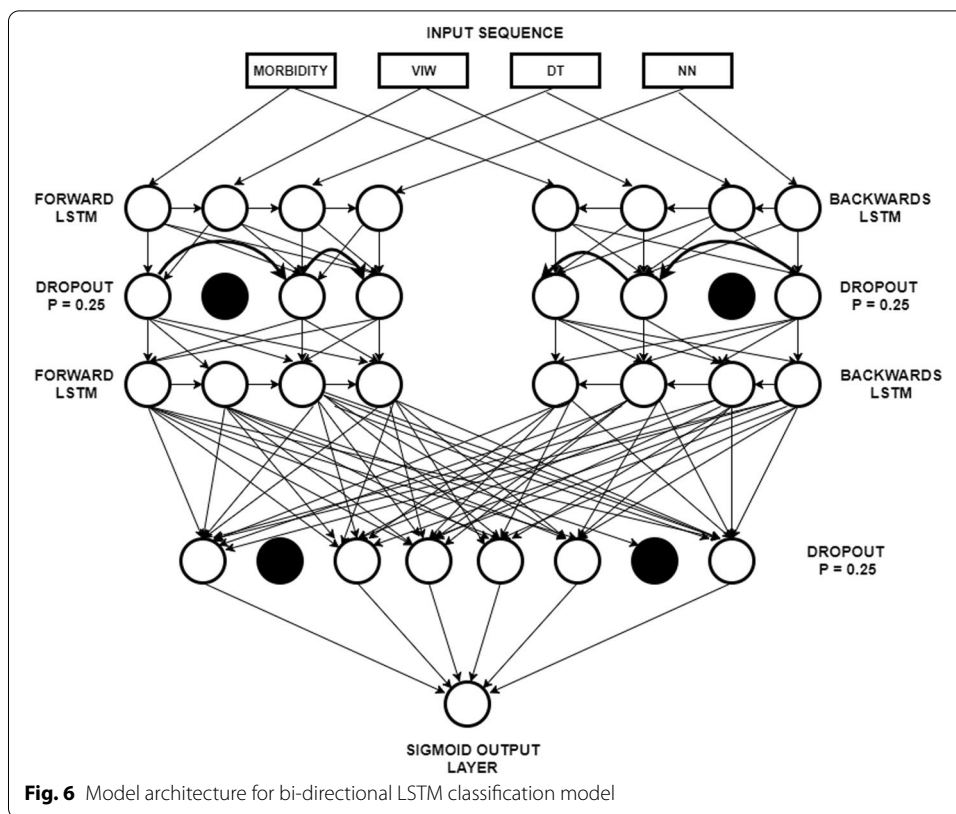 INPUT SEQUENCE
MORBIDITY
VIW
DT
NN
FORWARD
LSTM
BACKWARDS
LSTM
DROPOUT
P = 0.25
DROPOUT
P = 0.25
FORWARD
LSTM
BACKWARDS
LSTM
DROPOUT
P = 0.25
SIGMOID OUTPUT
LAYER
Fig. 6 Model architecture for bi-directional LSTM classification model